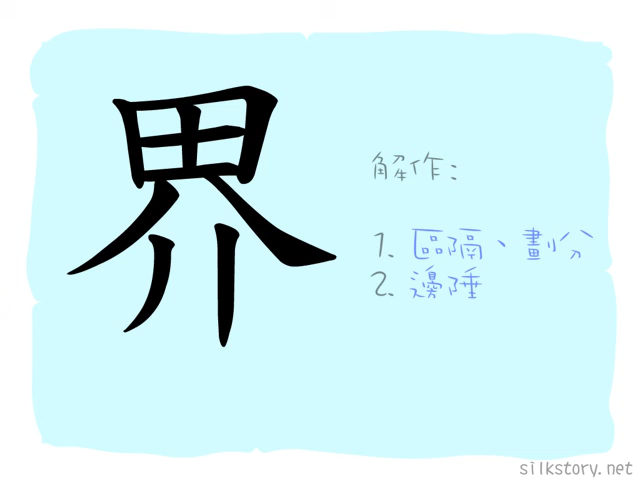 界
解作：
1. 區隔、劃分
2. 邊陲
silkstory.net